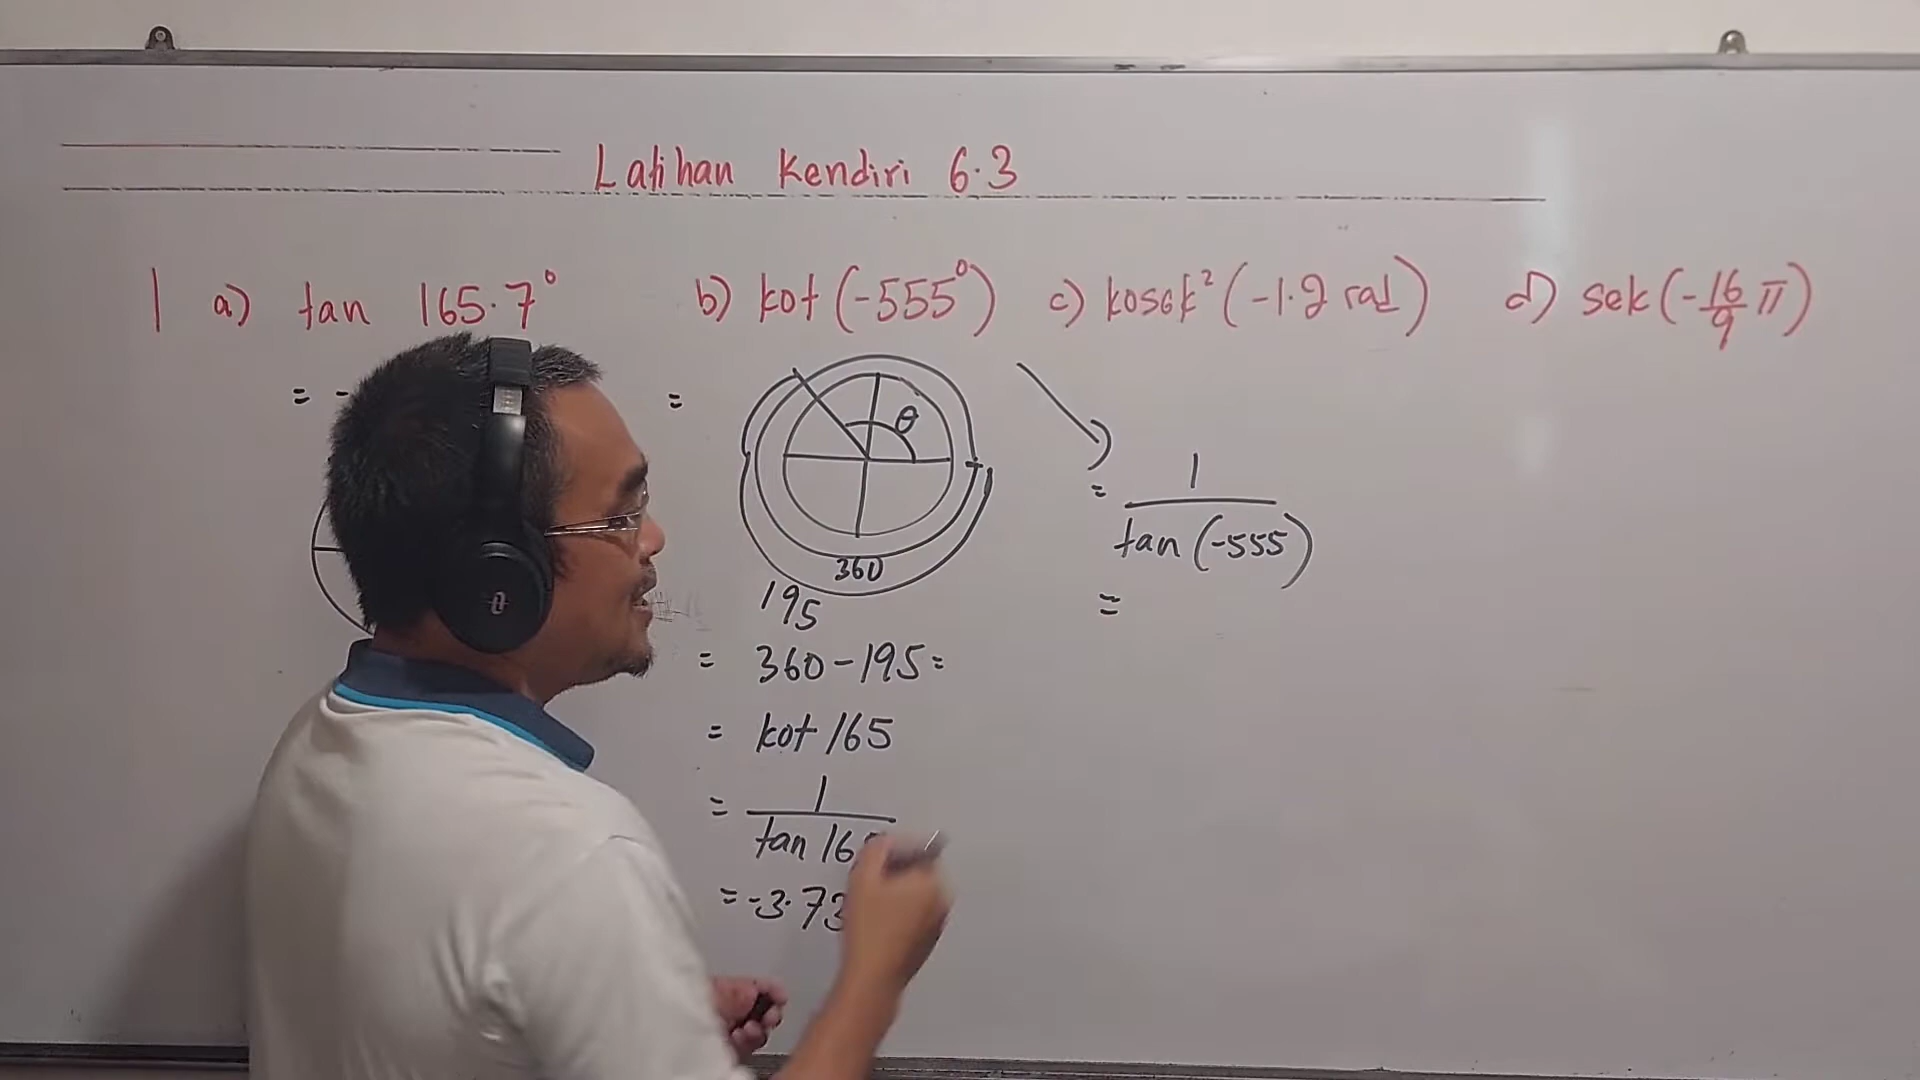 Latihan Kendiri 6.3
1 a) tan 165.7° b) kot (-555°) c) kosek² (-1.2 rad) d) sek (-16/9 π)
= -
=
θ
360
195
= 360-195=
= kot 165
= 1/tan 16
= -3.73
= 1/tan (-555)
=